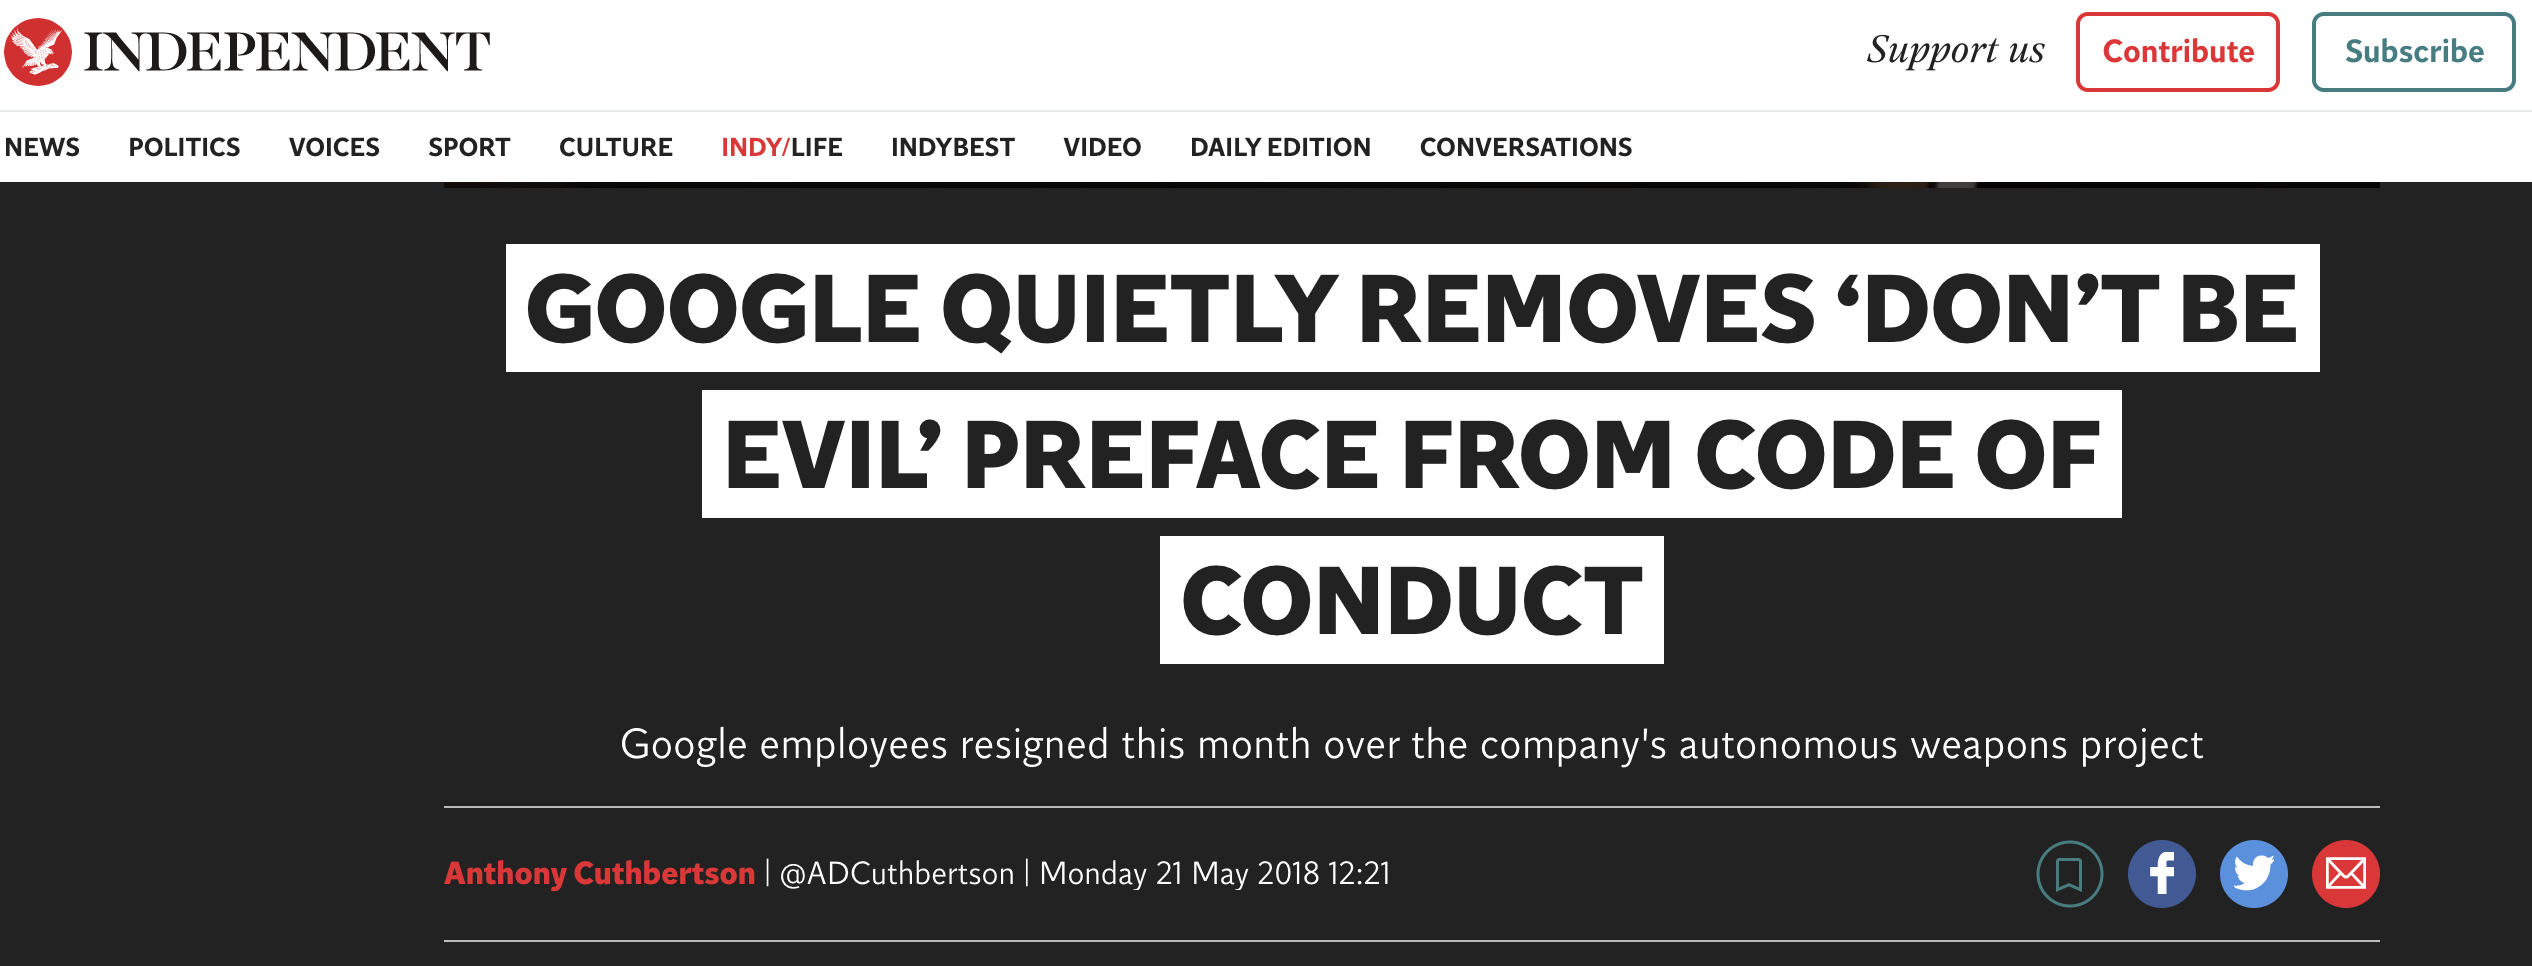 INDEPENDENT
Support us
Contribute
Subscribe
NEWS POLITICS VOICES SPORT CULTURE INDY/LIFE INDYBEST VIDEO DAILY EDITION CONVERSATIONS
GOOGLE QUIETLY REMOVES ‘DON’T BE
EVIL’ PREFACE FROM CODE OF
CONDUCT
Google employees resigned this month over the company's autonomous weapons project
Anthony Cuthbertson | @ADCuthbertson | Monday 21 May 2018 12:21